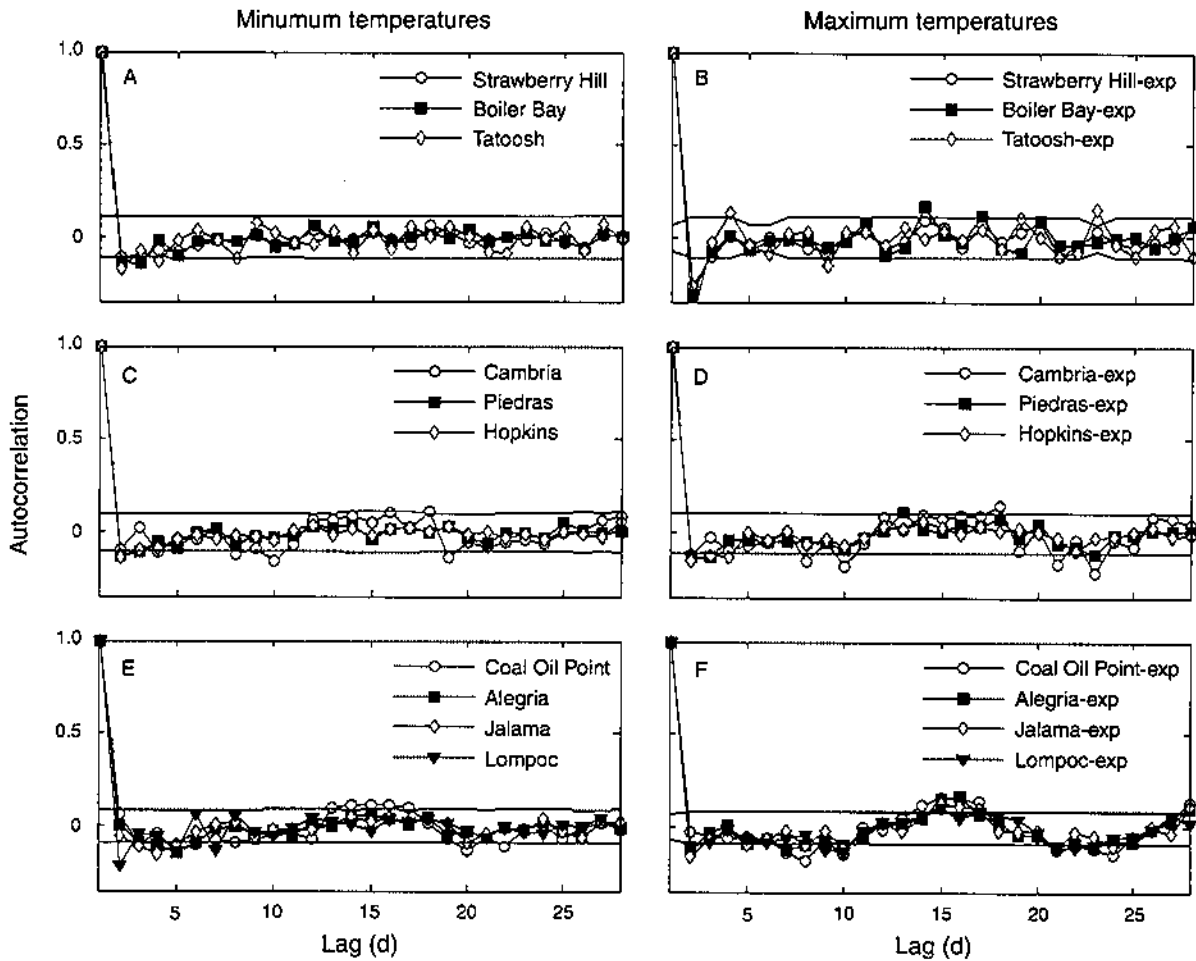 Minumum temperatures
Maximum temperatures
1.0
0.5
0
A
Strawberry Hill
Boiler Bay
Tatoosh
B
Strawberry Hill-exp
Boiler Bay-exp
Tatoosh-exp
Autocorrelation
1.0
0.5
0
C
Cambria
Piedras
Hopkins
D
Cambria-exp
Piedras-exp
Hopkins-exp
1.0
0.5
0
E
Coal Oil Point
Alegria
Jalama
Lompoc
F
Coal Oil Point-exp
Alegria-exp
Jalama-exp
Lompoc-exp
5 10 15 20 25
5 10 15 20 25
Lag (d)
Lag (d)